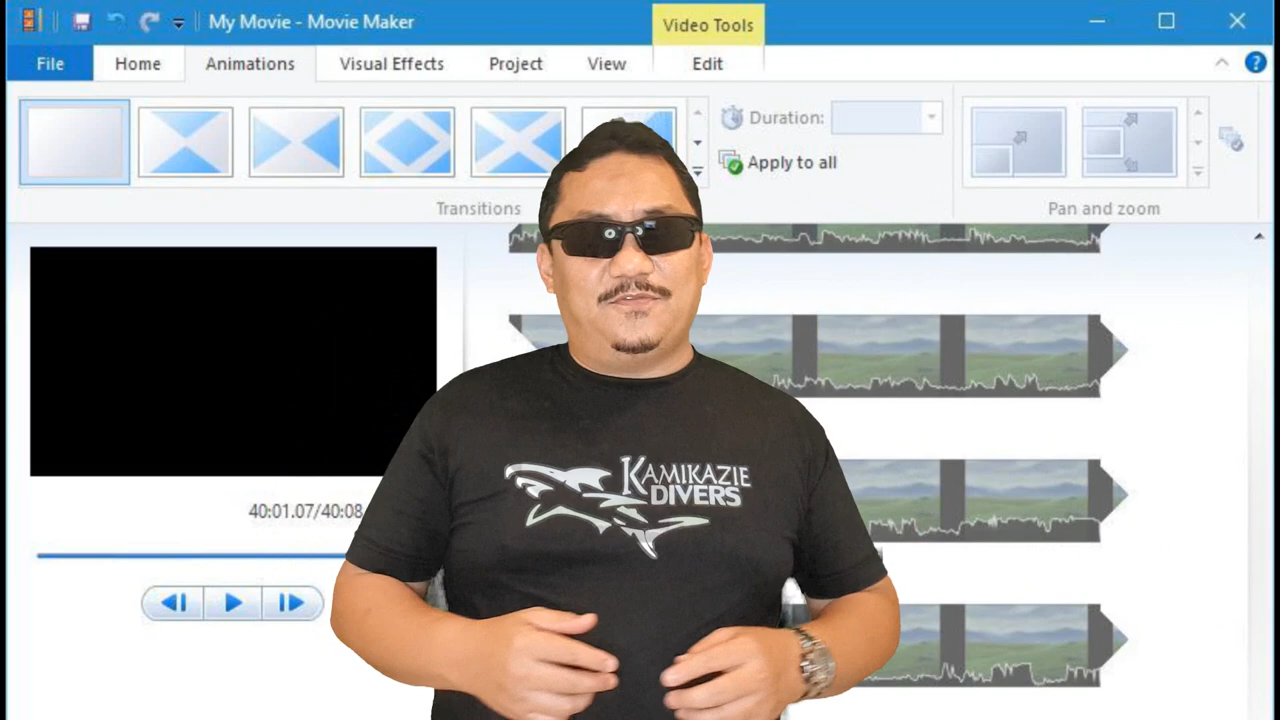 My Movie - Movie Maker
Video Tools
File
Home
Animations
Visual Effects
Project
View
Edit
Duration:
Apply to all
Transitions
Pan and zoom
KAMIKAZIE
DIVERS
40:01.07/40:08